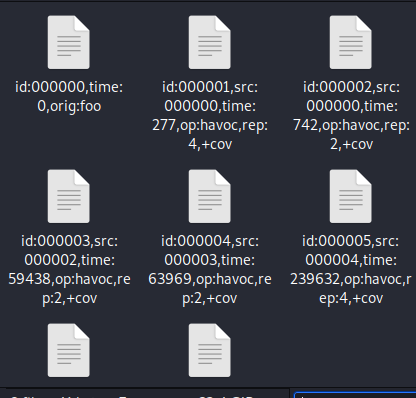 id:000000,time:
0,orig:foo
id:000001,src:
000000,time:
277,op:havoc,rep:
4,+cov
id:000002,src:
000000,time:
742,op:havoc,rep:
2,+cov
id:000003,src:
000002,time:
59438,op:havoc,re
p:2,+cov
id:000004,src:
000003,time:
63969,op:havoc,re
p:2,+cov
id:000005,src:
000004,time:
239632,op:havoc,r
ep:4,+cov